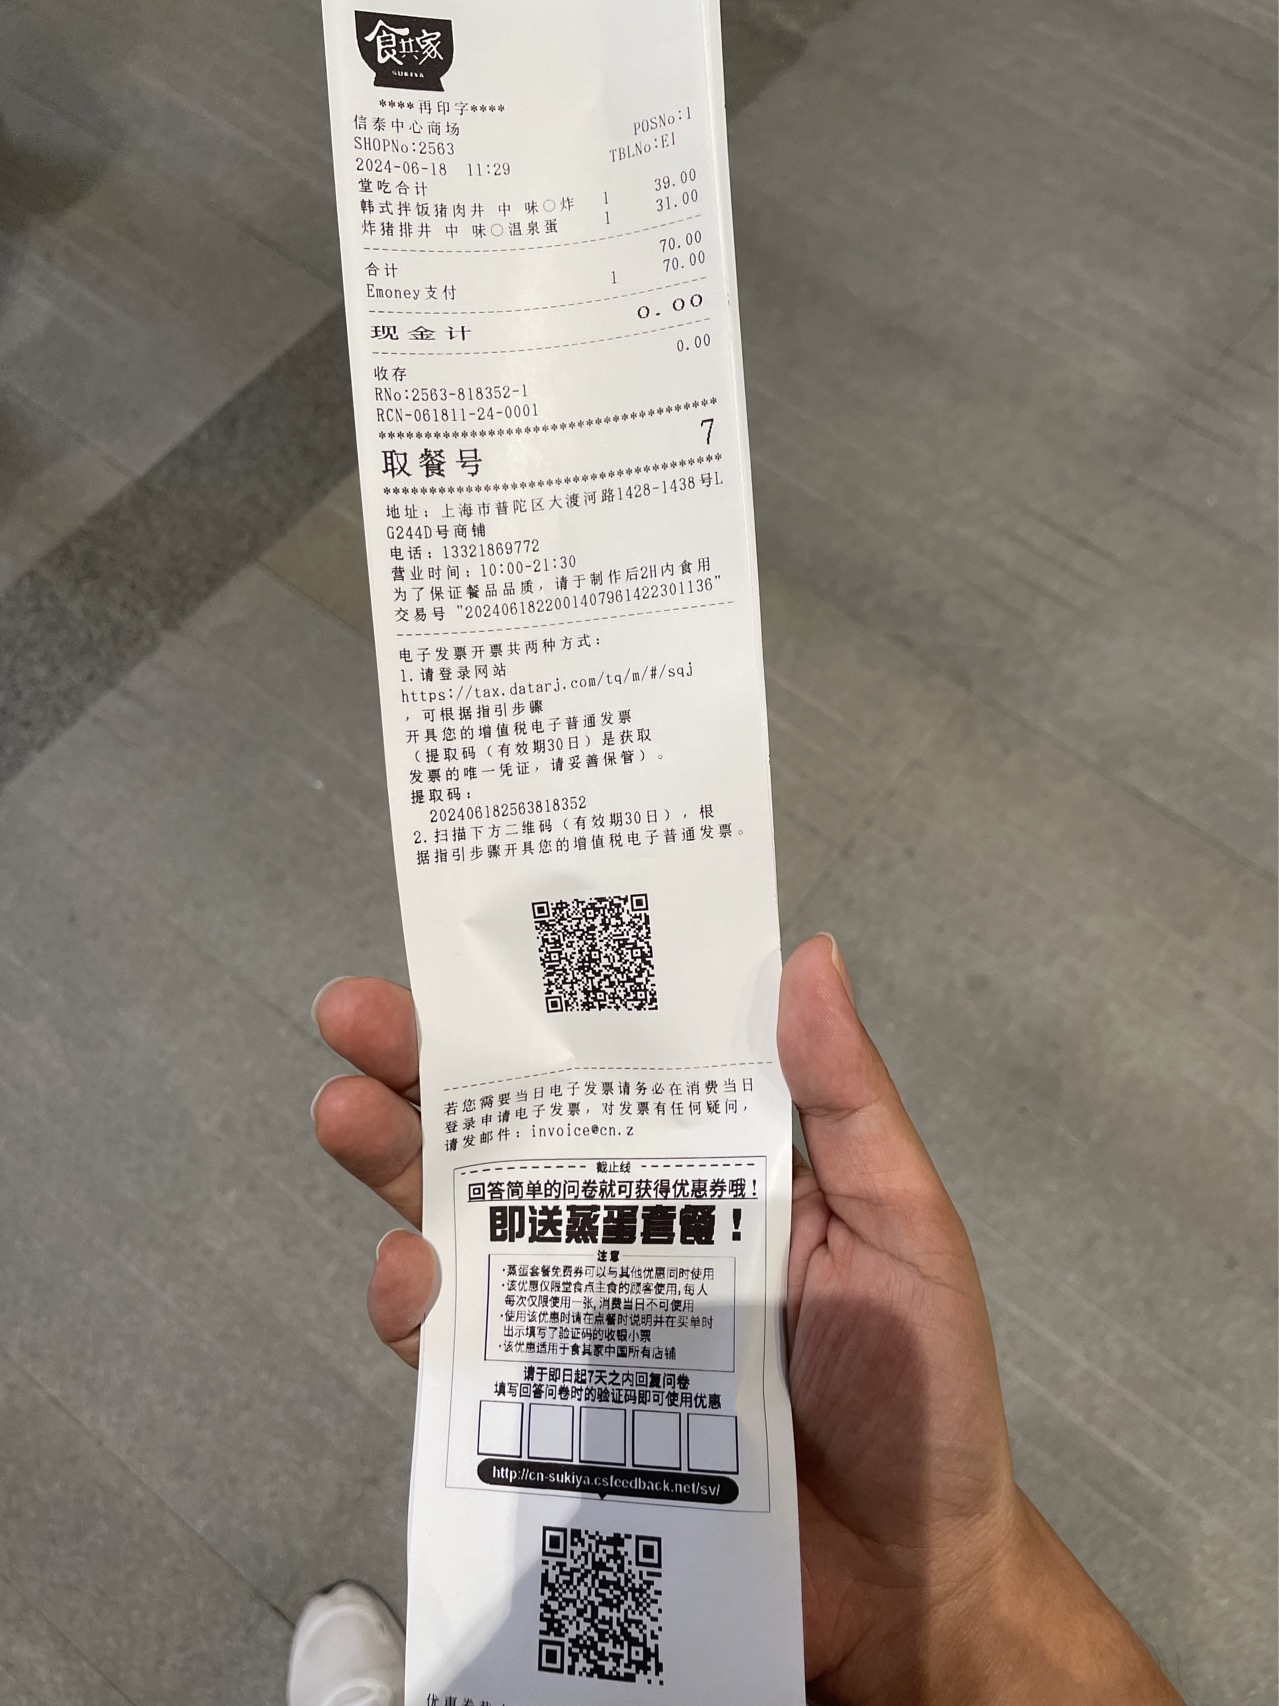 食其家
SUKIYA
****再印字****
信泰中心商场
SHOPNo:2563 POSNo:1
2024-06-18 11:29 TBLNo:E1
堂吃合计
韩式拌饭猪肉丼 中 味○炸 1 39.00
炸猪排丼 中 味○温泉蛋 1 31.00
合计 70.00
Emoney支付 1 70.00
现金计 0.00
收存 0.00
RNo:2563-818352-1
RCN-061811-24-0001
****************************************
取餐号 7
****************************************
地址：上海市普陀区大渡河路1428-1438号L
G244D号商铺
电话：13321869772
营业时间：10:00-21:30
为了保证餐品品质，请于制作后2H内食用
交易号 "2024061822001407961422301136"
电子发票开票共两种方式：
1.请登录网站
https://tax.datarj.com/tq/m/#/sqj
，可根据指引步骤
开具您的增值税电子普通发票
（提取码（有效期30日）是获取
发票的唯一凭证，请妥善保管）。
提取码：
202406182563818352
2.扫描下方二维码（有效期30日），根
据指引步骤开具您的增值税电子普通发票。
若您需要当日电子发票请务必在消费当日
登录申请电子发票，对发票有任何疑问，
请发邮件：invoice@cn.z
截止线
回答简单的问卷就可获得优惠券哦！
即送蒸蛋套餐！
注意
·蒸蛋套餐免费券可以与其他优惠同时使用
·该优惠仅限堂食点主食的顾客使用,每人
每次仅限使用一张,消费当日不可使用
·使用该优惠时请在点餐时说明并在买单时
出示填写了验证码的收银小票
·该优惠适用于食其家中国所有店铺
请于即日起7天之内回复问卷
填写回答问卷时的验证码即可使用优惠
http://cn-sukiya.csfeedback.net/sv/
优惠券